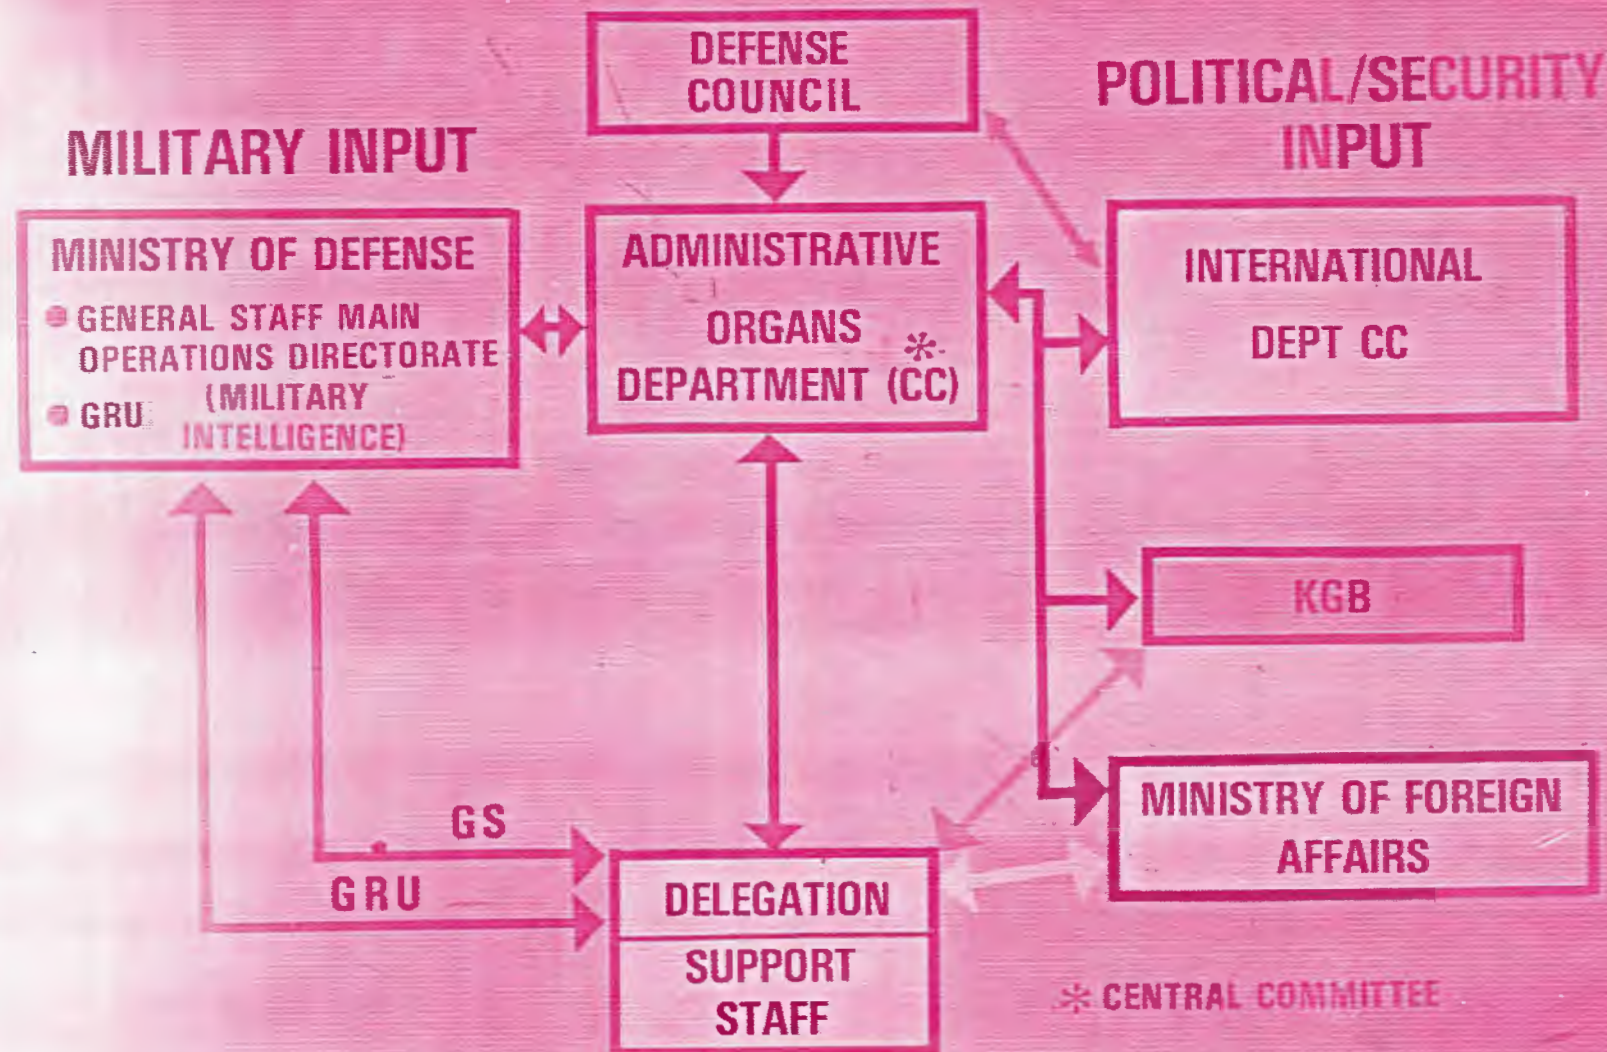 DEFENSE
COUNCIL
POLITICAL/SECURITY
INPUT
MILITARY INPUT
MINISTRY OF DEFENSE
GENERAL STAFF MAIN
OPERATIONS DIRECTORATE
GRU (MILITARY
INTELLIGENCE)
ADMINISTRATIVE
ORGANS
DEPARTMENT (CC)*
INTERNATIONAL
DEPT CC
KGB
MINISTRY OF FOREIGN
AFFAIRS
GS
GRU
DELEGATION
SUPPORT
STAFF
* CENTRAL COMMITTEE